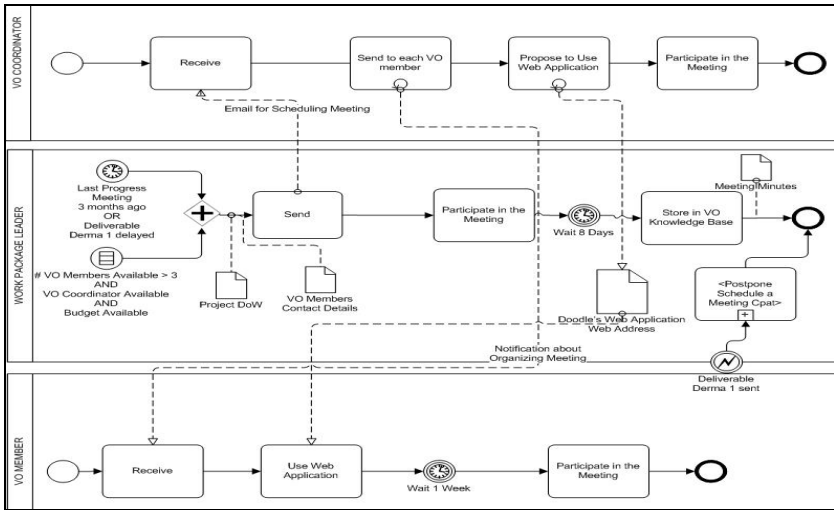 VO COORDINATOR
Receive
Send to each VO
member
Propose to Use
Web Application
Participate in the
Meeting
Email for Scheduling Meeting
WORK PACKAGE LEADER
Last Progress
Meeting
3 months ago
OR
Deliverable
Derma 1 delayed
# VO Members Available > 3
AND
VO Coordinator Available
AND
Budget Available
Send
Project DoW
VO Members
Contact Details
Participate in the
Meeting
Wait 8 Days
Store in VO
Knowledge Base
Meeting Minutes
Doodle's Web Application
Web Address
<Postpone
Schedule a
Meeting Cpat>
Notification about
Organizing Meeting
Deliverable
Derma 1 sent
VO MEMBER
Receive
Use Web
Application
Wait 1 Week
Participate in the
Meeting